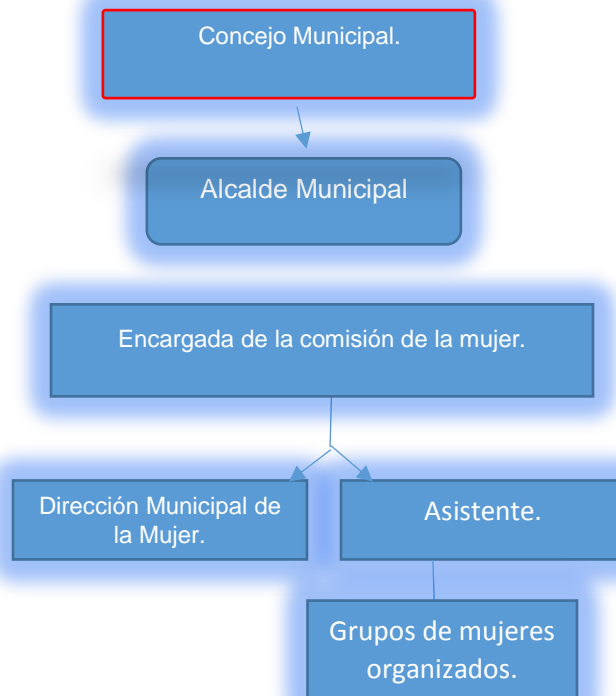 Concejo Municipal.
Alcalde Municipal
Encargada de la comisión de la mujer.
Dirección Municipal de
la Mujer.
Asistente.
Grupos de mujeres
organizados.